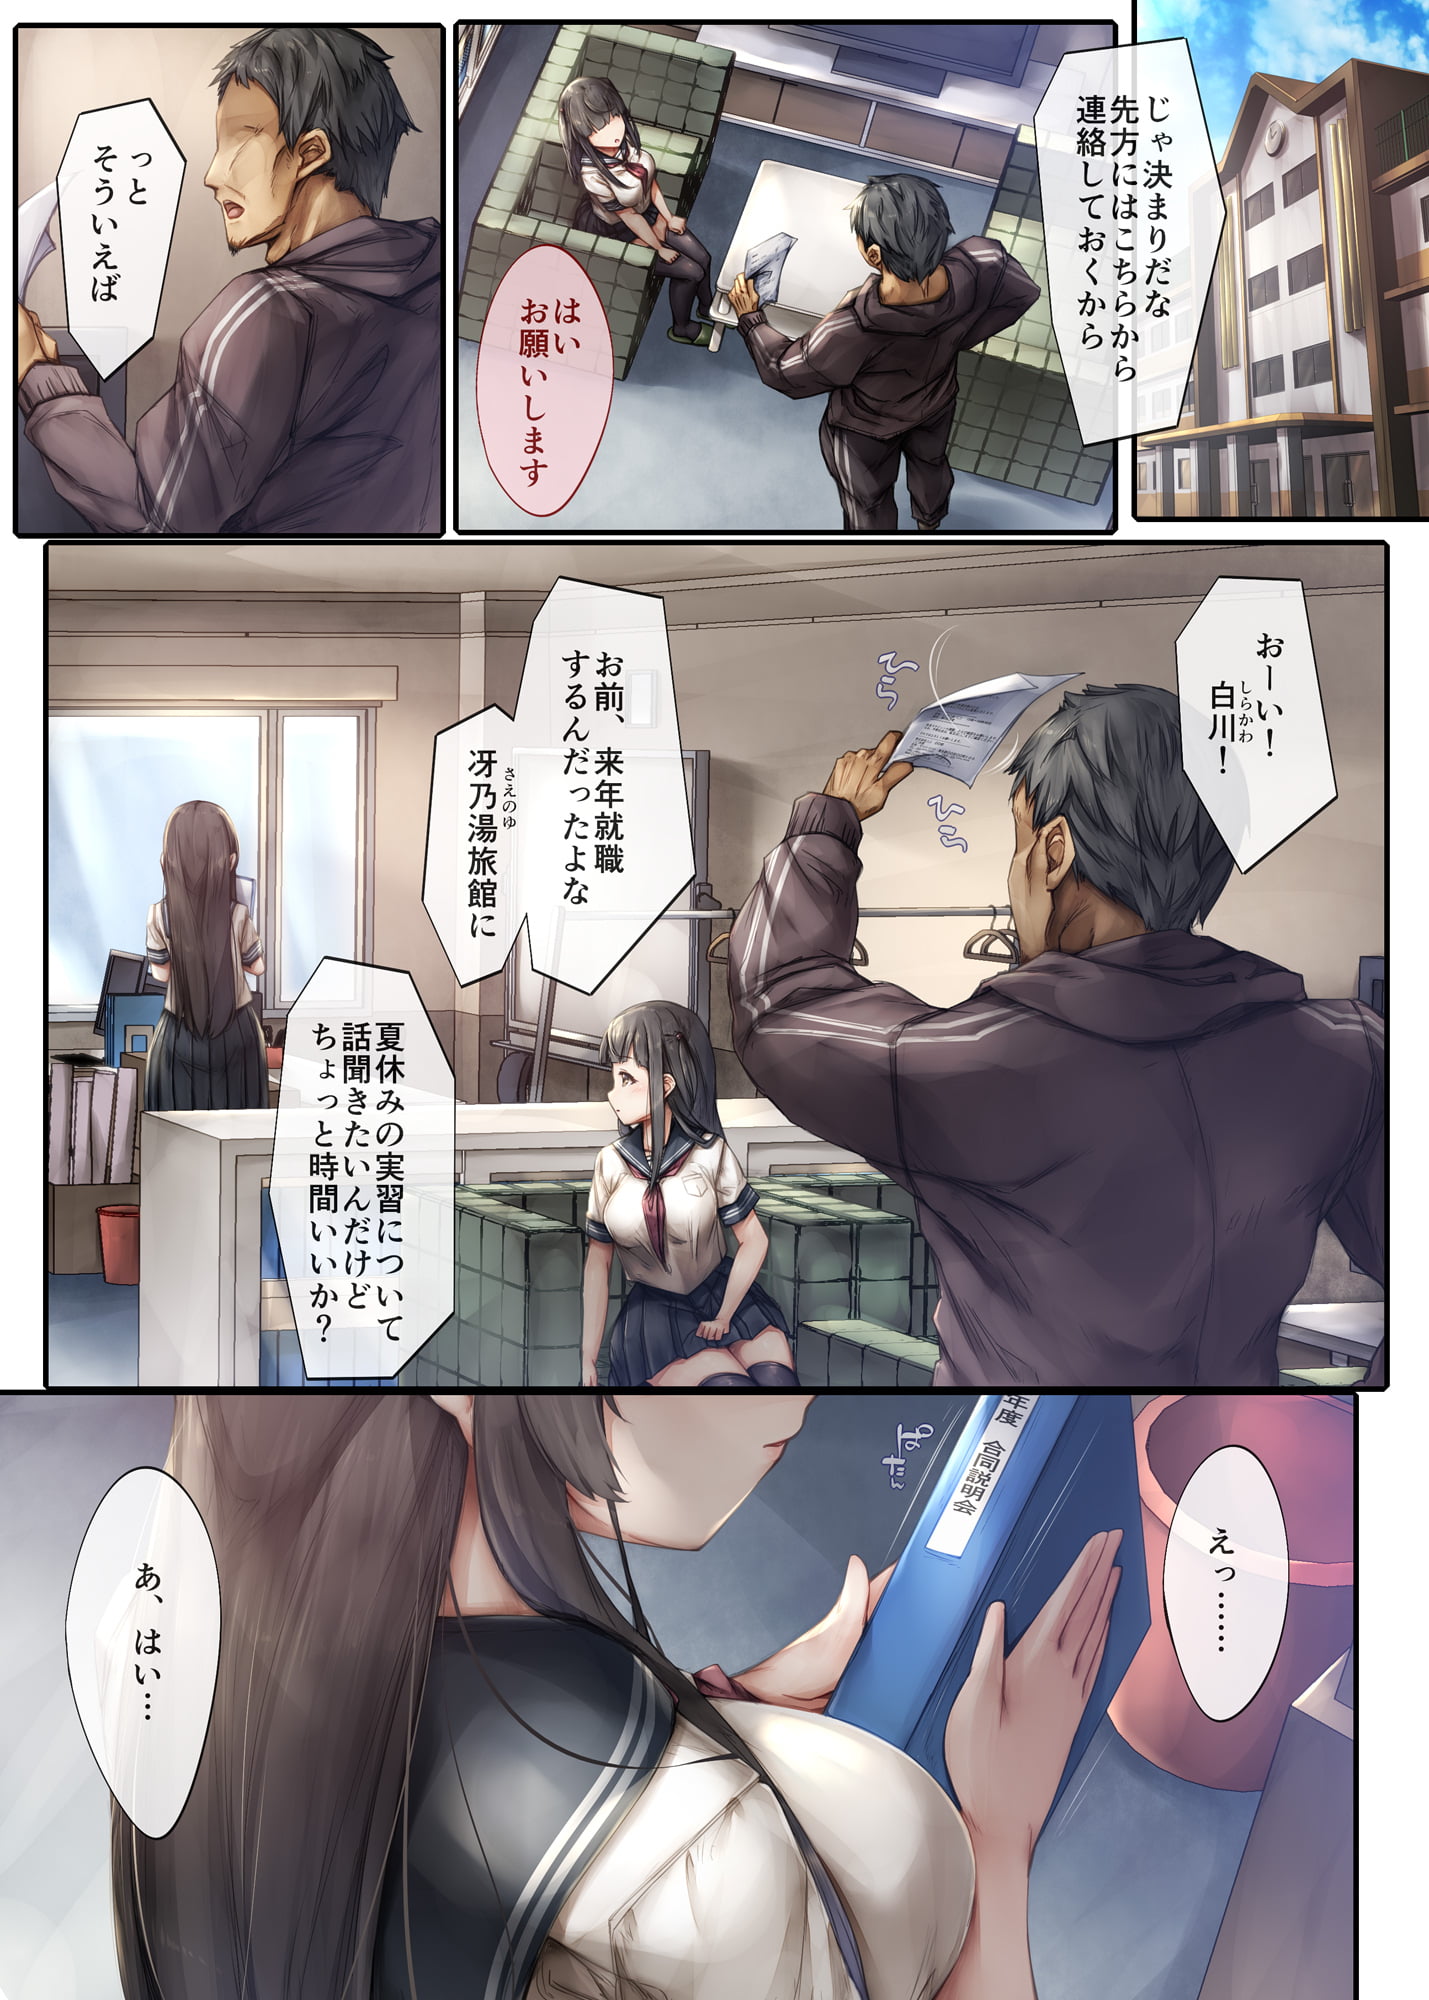 じゃ決まりだな
先方にはこちらから
連絡しておくから
はい
お願いします
っと
そういえば
おーい!
白川!
しらかわ
ひら
ひら
お前、来年就職
するんだったよな
冴乃湯旅館に
さえのゆ
夏休みの実習について
話聞きたいんだけど
ちょっと時間いいか?
えっ……
年度 合同説明会
ぱたん
あ、はい…